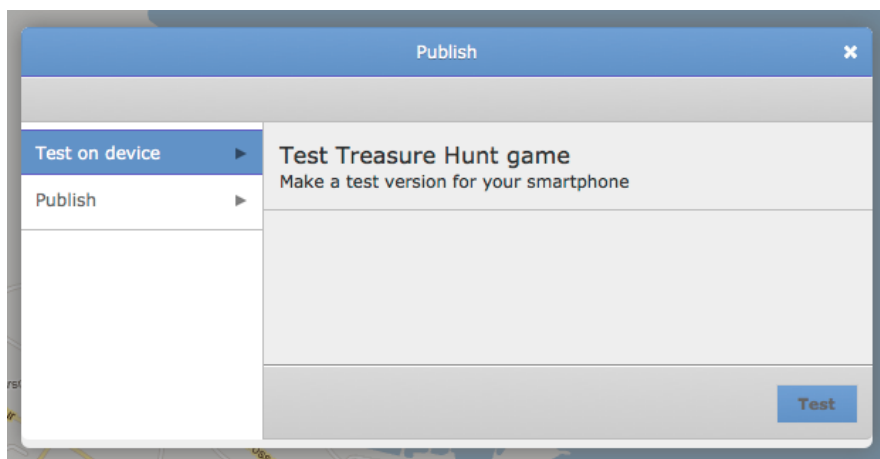 Publish
Test on device
Publish
Test Treasure Hunt game
Make a test version for your smartphone
Test